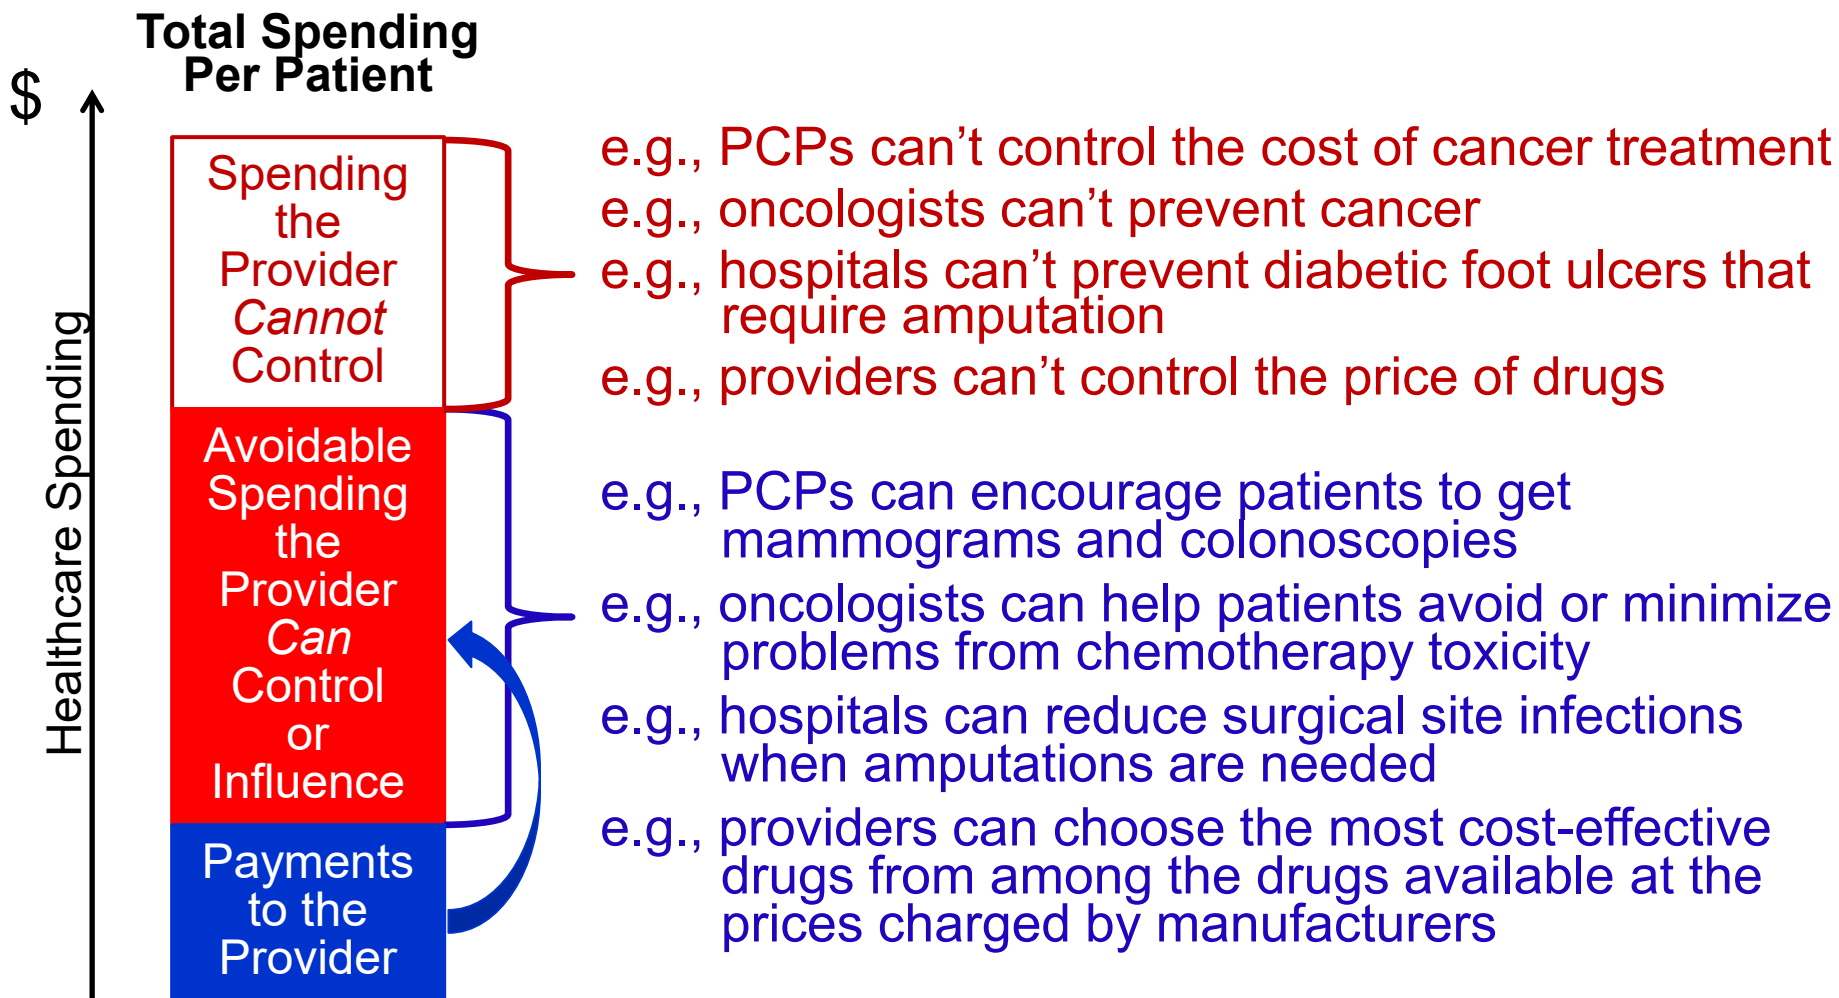 Total Spending
Per Patient
$
Healthcare Spending
Spending
the
Provider
Cannot
Control
e.g., PCPs can’t control the cost of cancer treatment
e.g., oncologists can’t prevent cancer
e.g., hospitals can’t prevent diabetic foot ulcers that
require amputation
e.g., providers can’t control the price of drugs
Avoidable
Spending
the
Provider
Can
Control
or
Influence
e.g., PCPs can encourage patients to get
mammograms and colonoscopies
e.g., oncologists can help patients avoid or minimize
problems from chemotherapy toxicity
e.g., hospitals can reduce surgical site infections
when amputations are needed
e.g., providers can choose the most cost-effective
drugs from among the drugs available at the
prices charged by manufacturers
Payments
to the
Provider